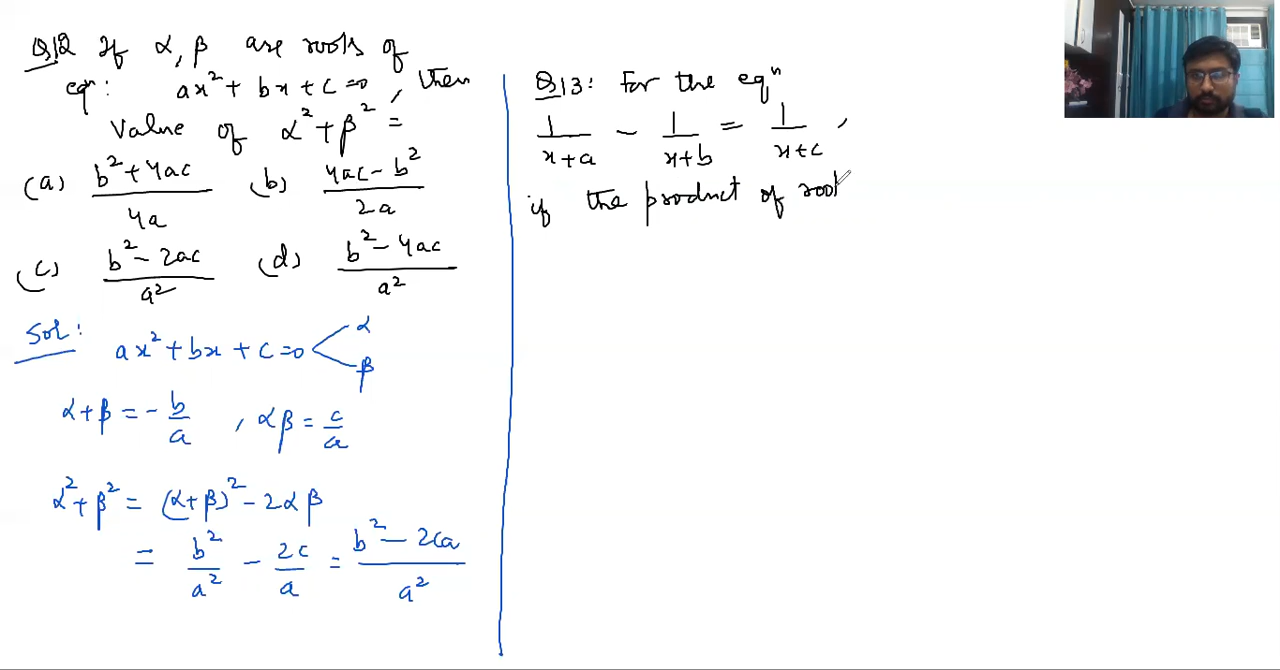 Q12 If α, β are roots of
eqⁿ: ax² + bx + c = 0, then
Value of α² + β² =
(a) b² + 4ac / 4a (b) 4ac - b² / 2a
(c) b² - 2ac / a² (d) b² - 4ac / a²
Sol:
ax² + bx + c = 0 < α β
α + β = - b/a , αβ = c/a
α² + β² = (α + β)² - 2αβ
= b²/a² - 2c/a = b² - 2ca / a²
Q13: For the eqⁿ
1/x+a - 1/x+b = 1/x+c ,
if the product of root